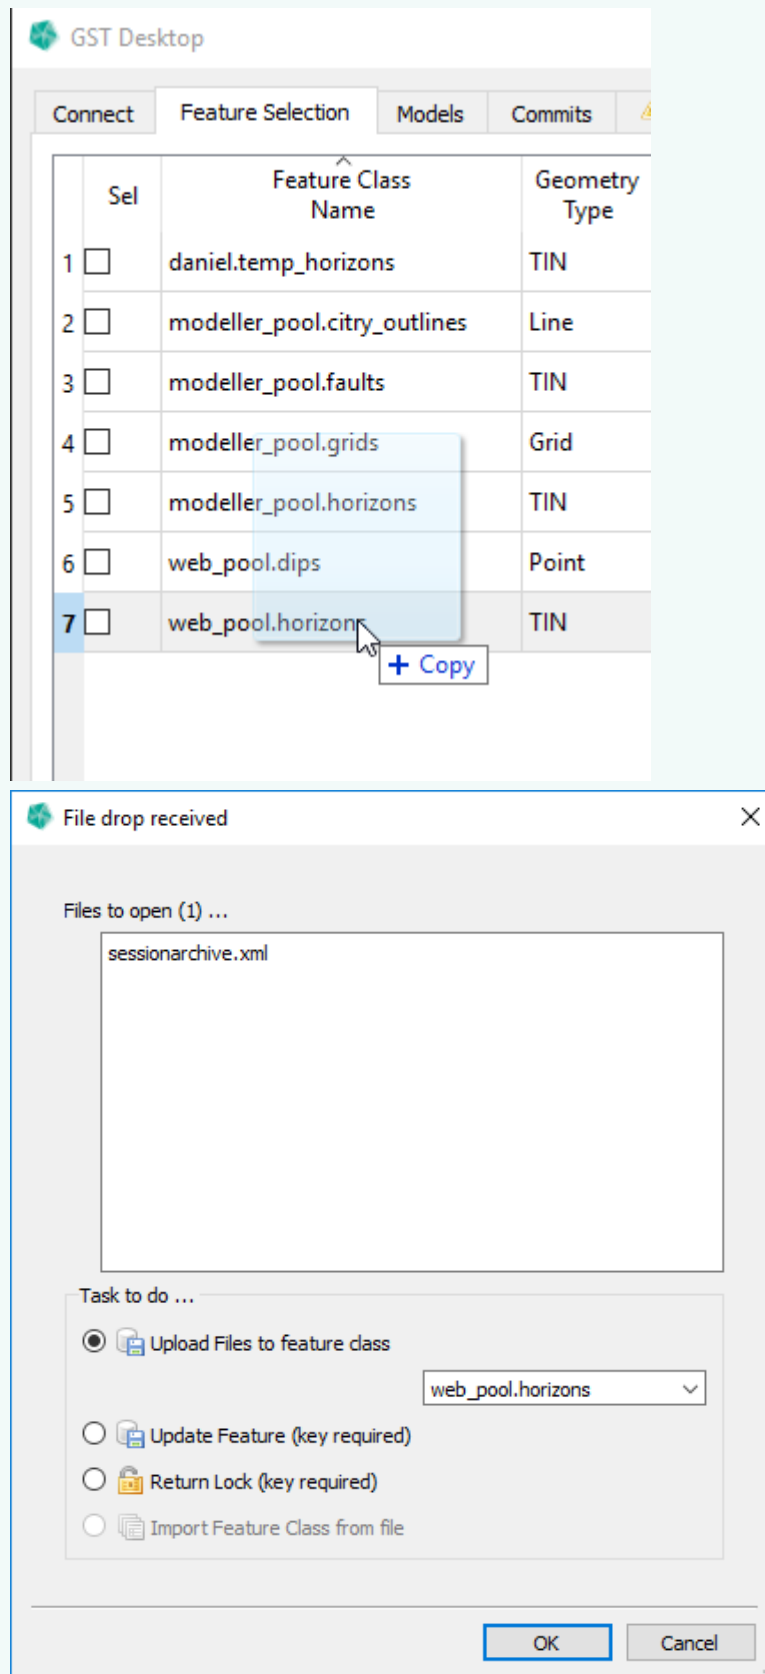 GST Desktop
Connect Feature Selection Models Commits
Sel Feature Class Name Geometry Type
1 daniel.temp_horizons TIN
2 modeller_pool.citry_outlines Line
3 modeller_pool.faults TIN
4 modeller_pool.grids Grid
5 modeller_pool.horizons TIN
6 web_pool.dips Point
7 web_pool.horizons TIN
+ Copy
File drop received
Files to open (1) ...
sessionarchive.xml
Task to do ...
Upload Files to feature class
web_pool.horizons
Update Feature (key required)
Return Lock (key required)
Import Feature Class from file
OK Cancel